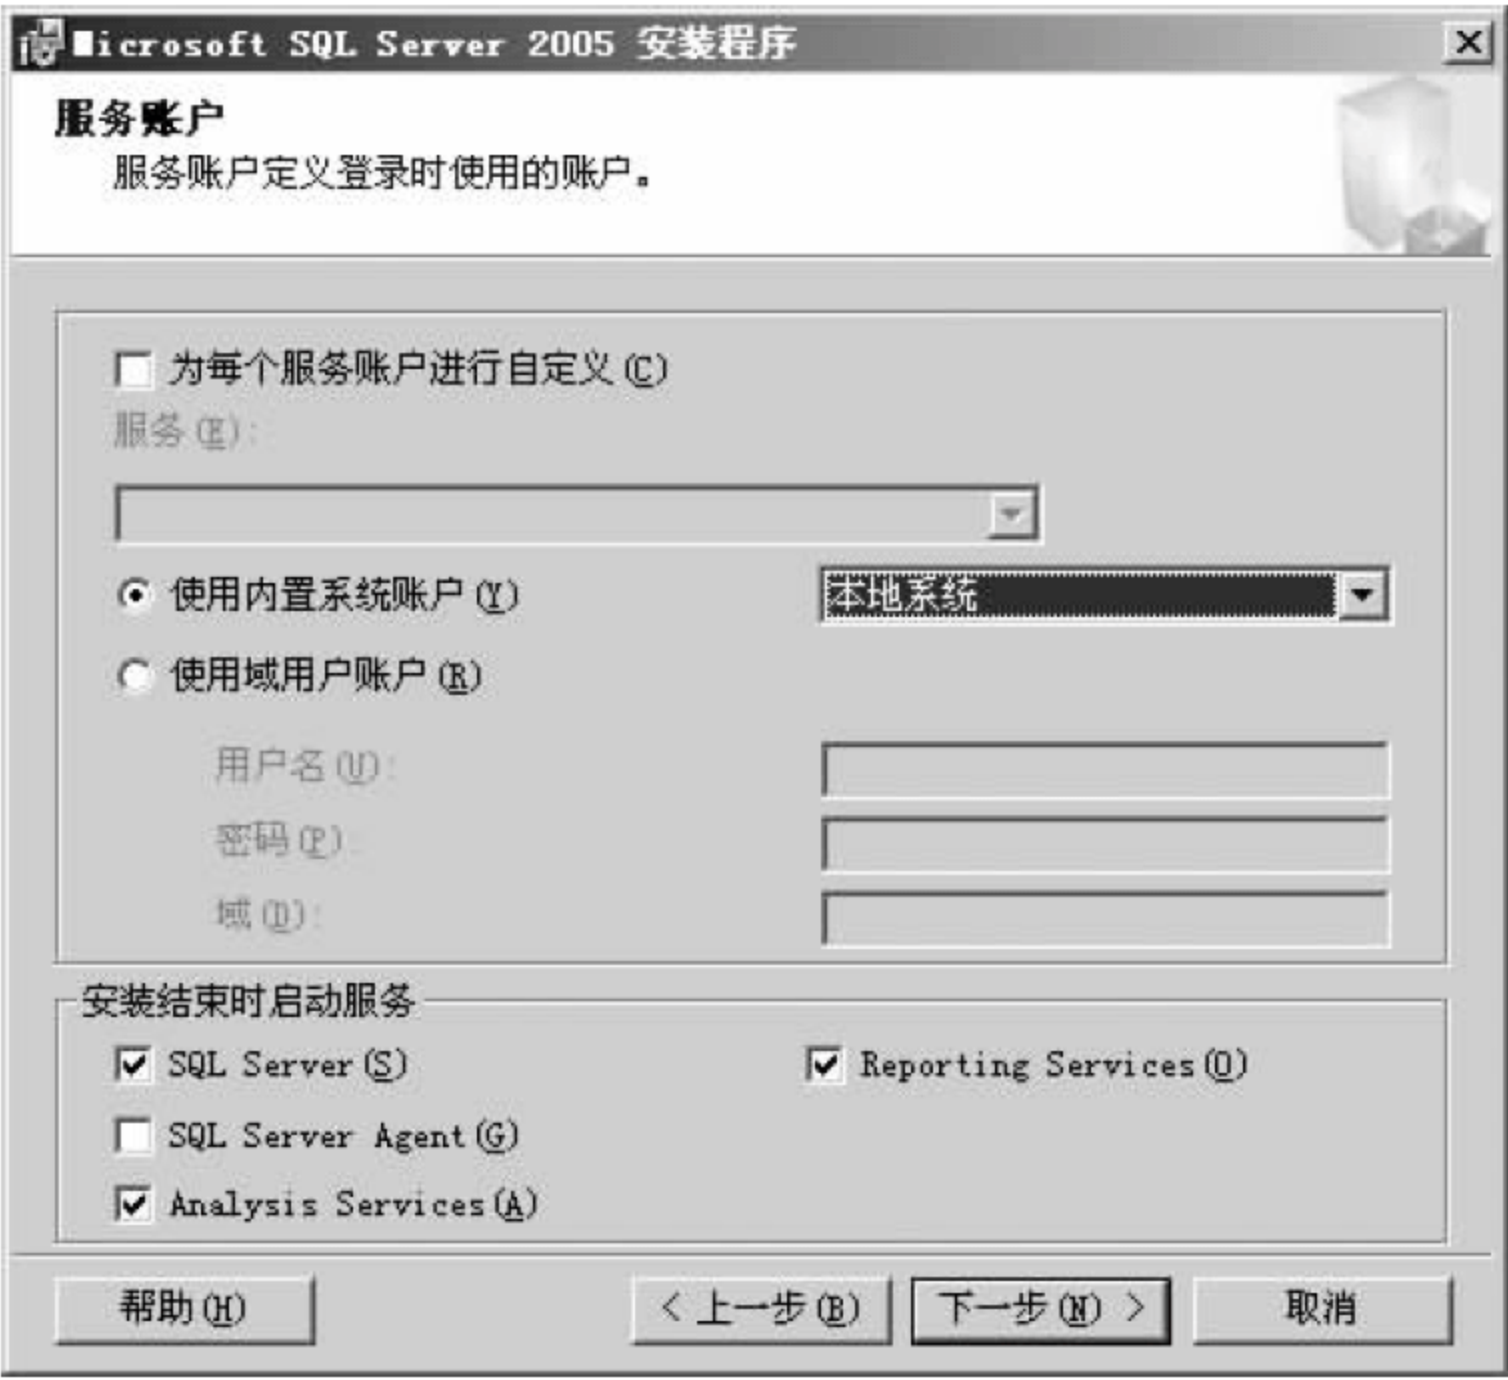 Microsoft SQL Server 2005 安装程序
服务账户
服务账户定义登录时使用的账户。
为每个服务账户进行自定义(C)
服务(E):
使用内置系统账户(Y)
本地系统
使用域用户账户(R)
用户名(U):
密码(P):
域(D):
安装结束时启动服务
SQL Server(S)
Reporting Services(O)
SQL Server Agent(G)
Analysis Services(A)
帮助(H)
< 上一步(B)
下一步(N) >
取消